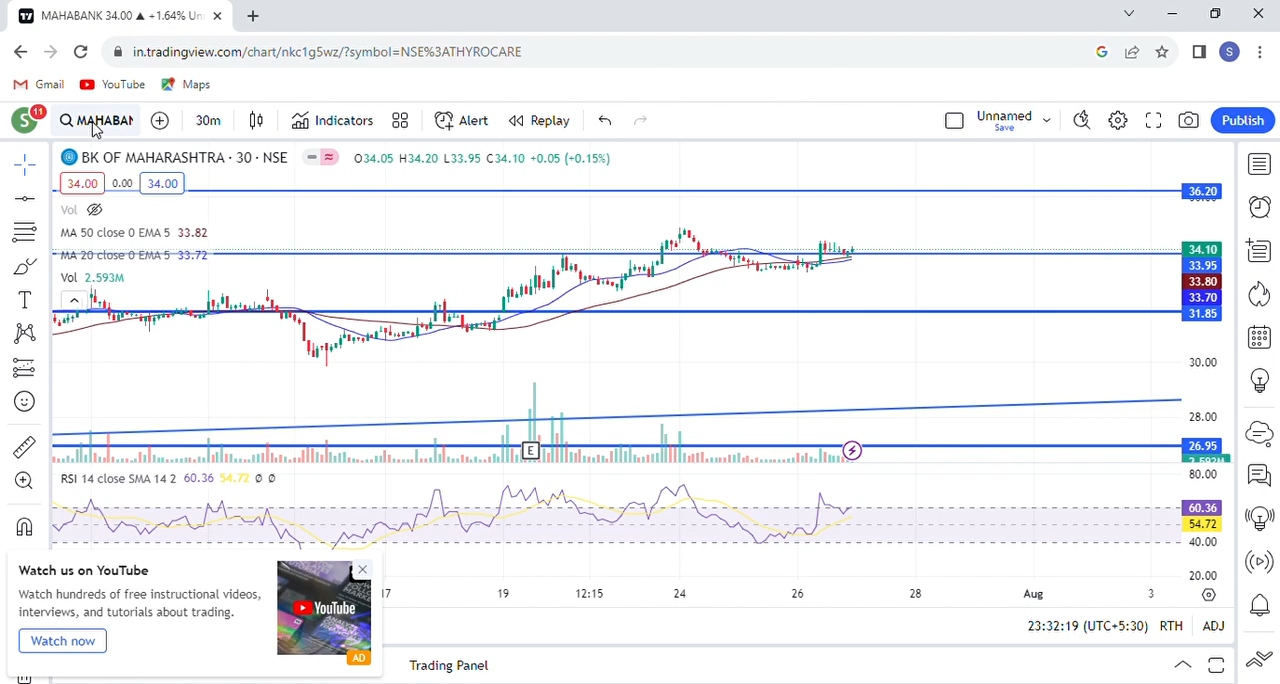 MAHABANK 34.00 ▲ +1.64% Un
in.tradingview.com/chart/nkc1g5wz/?symbol=NSE%3ATHYROCARE
S
Gmail YouTube Maps
S 11 MAHABAN 30m Indicators Alert Replay Unnamed Save Publish
BK OF MAHARASHTRA · 30 · NSE O34.05 H34.20 L33.95 C34.10 +0.05 (+0.15%)
34.00 0.00 34.00
36.20
Vol
MA 50 close 0 EMA 5 33.82
MA 20 close 0 EMA 5 33.72
Vol 2.593M
34.10
33.95
33.80
33.70
31.85
30.00
28.00
26.95
E
RSI 14 close SMA 14 2 60.36 54.72 Ø Ø
80.00
60.36
54.72
40.00
20.00
17 19 12:15 24 26 28 Aug 3
Watch us on YouTube
Watch hundreds of free instructional videos,
interviews, and tutorials about trading.
Watch now
YouTube
AD
23:32:19 (UTC+5:30) RTH ADJ
Trading Panel